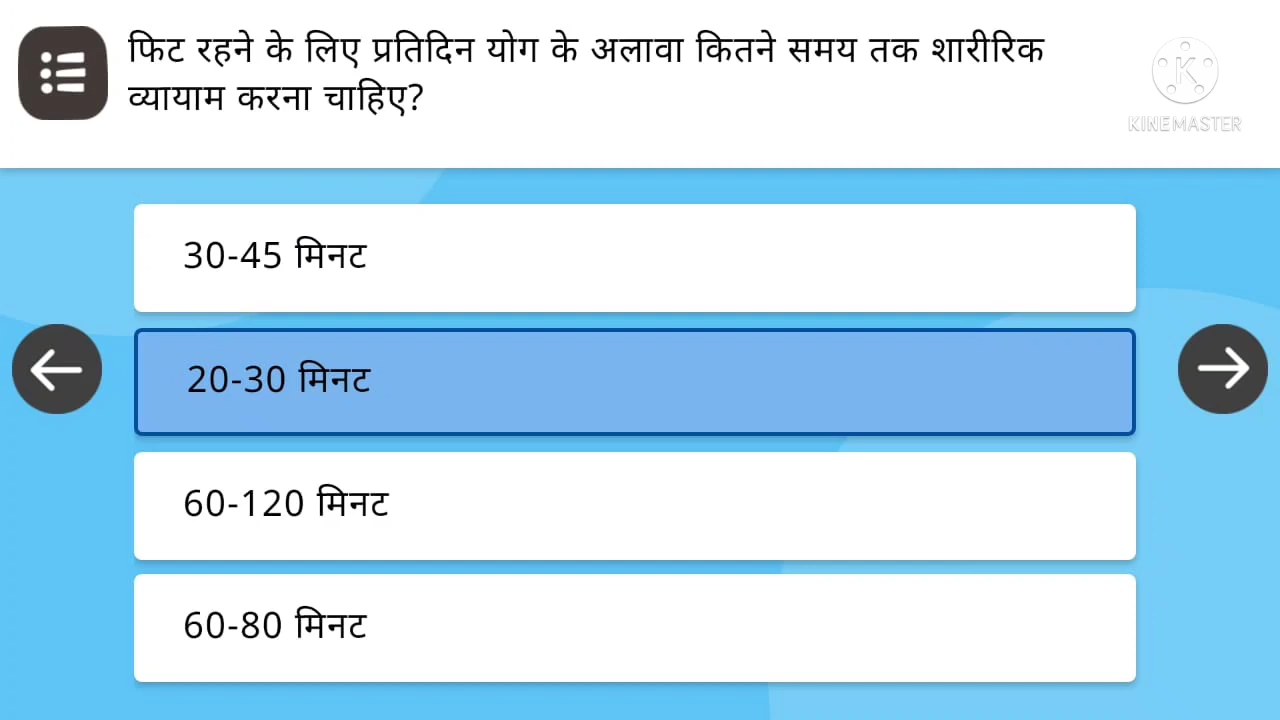 फिट रहने के लिए प्रतिदिन योग के अलावा कितने समय तक शारीरिक
व्यायाम करना चाहिए?
KINEMASTER
30-45 मिनट
20-30 मिनट
60-120 मिनट
60-80 मिनट